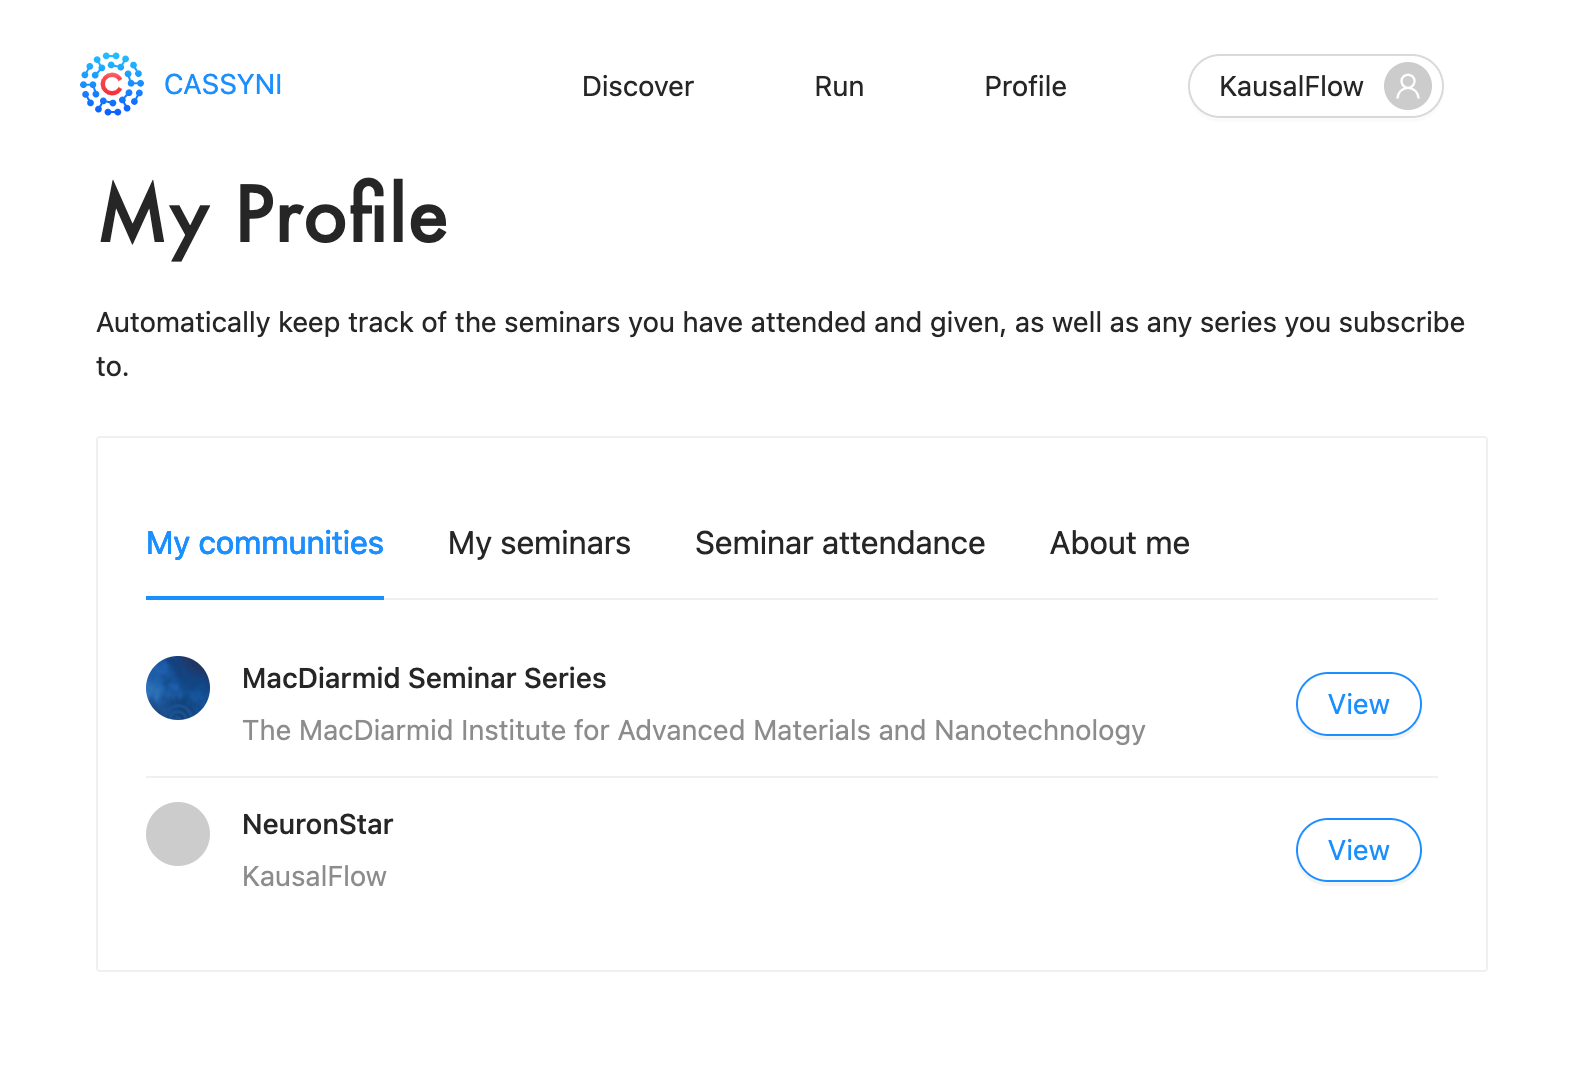 C CASSYNI
Discover
Run
Profile
KausalFlow
My Profile
Automatically keep track of the seminars you have attended and given, as well as any series you subscribe
to.
My communities
My seminars
Seminar attendance
About me
MacDiarmid Seminar Series
The MacDiarmid Institute for Advanced Materials and Nanotechnology
View
NeuronStar
KausalFlow
View